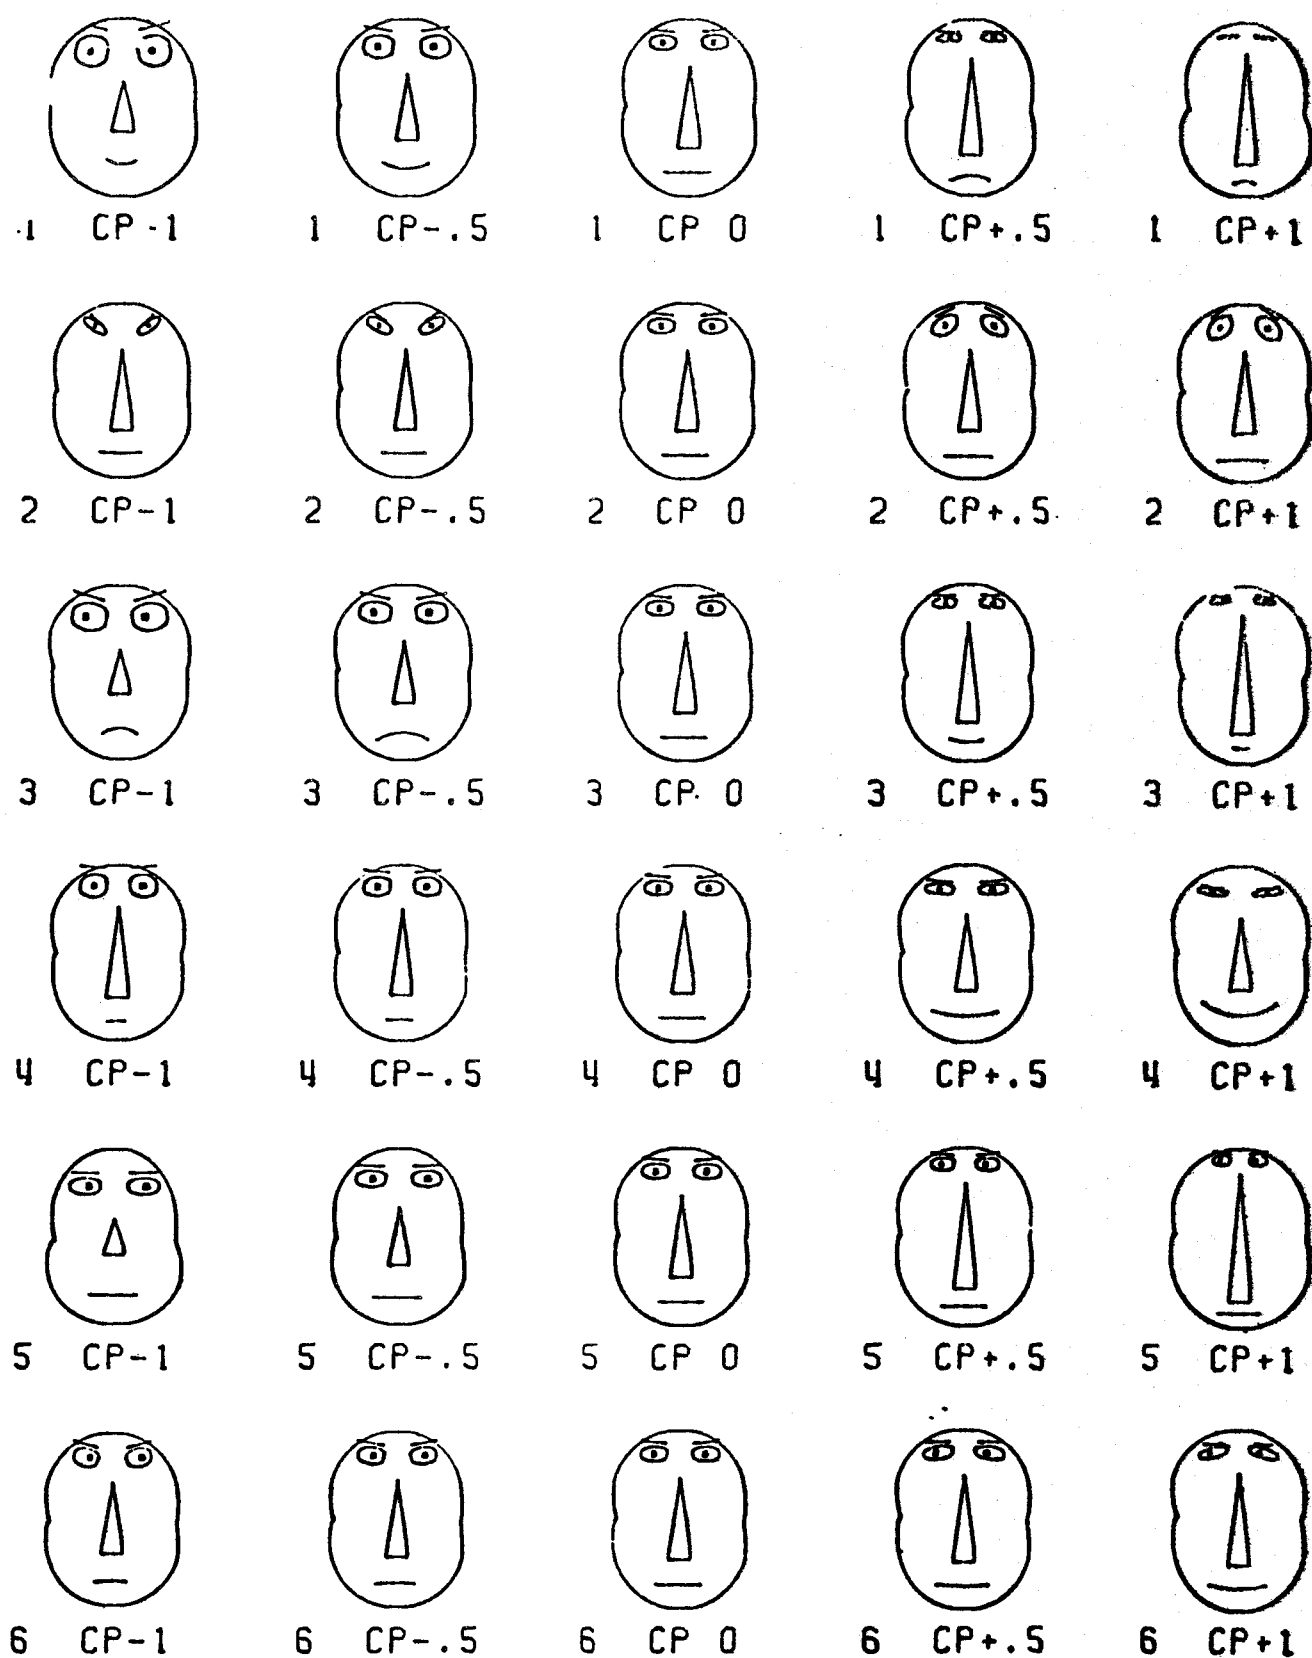 1 CP-1 1 CP-.5 1 CP 0 1 CP+.5 1 CP+1
2 CP-1 2 CP-.5 2 CP 0 2 CP+.5 2 CP+1
3 CP-1 3 CP-.5 3 CP 0 3 CP+.5 3 CP+1
4 CP-1 4 CP-.5 4 CP 0 4 CP+.5 4 CP+1
5 CP-1 5 CP-.5 5 CP 0 5 CP+.5 5 CP+1
6 CP-1 6 CP-.5 6 CP 0 6 CP+.5 6 CP+1